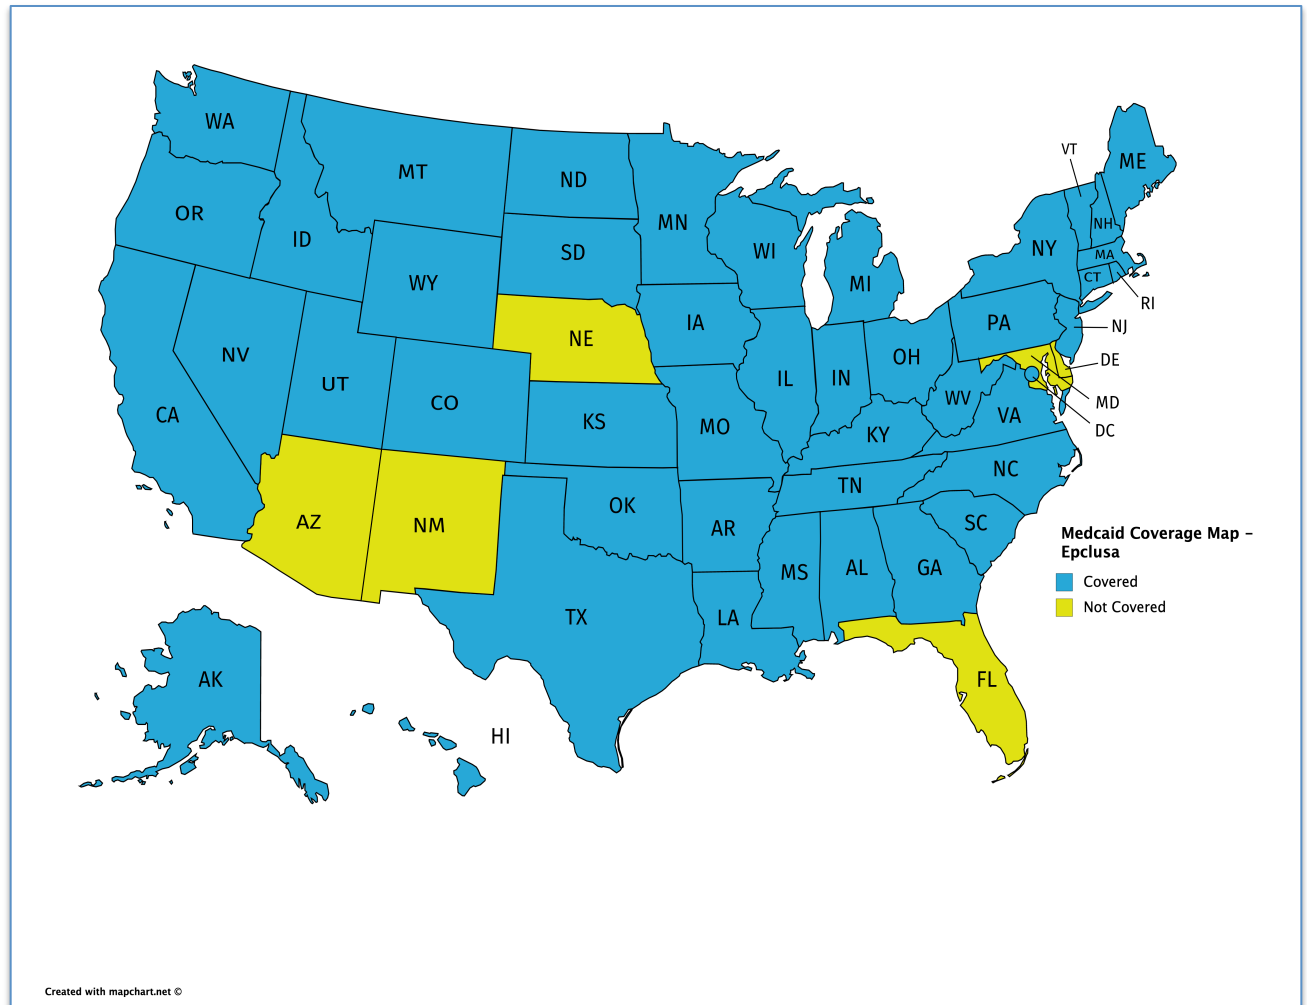 WA
MT
ND
VT
ME
OR
ID
MN
NH
SD
WI
NY
MA
WY
MI
CT
RI
NE
IA
PA
NJ
NV
OH
DE
UT
IL
IN
CO
WV
MD
CA
KS
MO
VA
DC
KY
NC
TN
AZ
NM
OK
AR
SC
Medcaid Coverage Map –
Epclusa
MS
AL
GA
Covered
Not Covered
TX
LA
AK
FL
HI
Created with mapchart.net ©